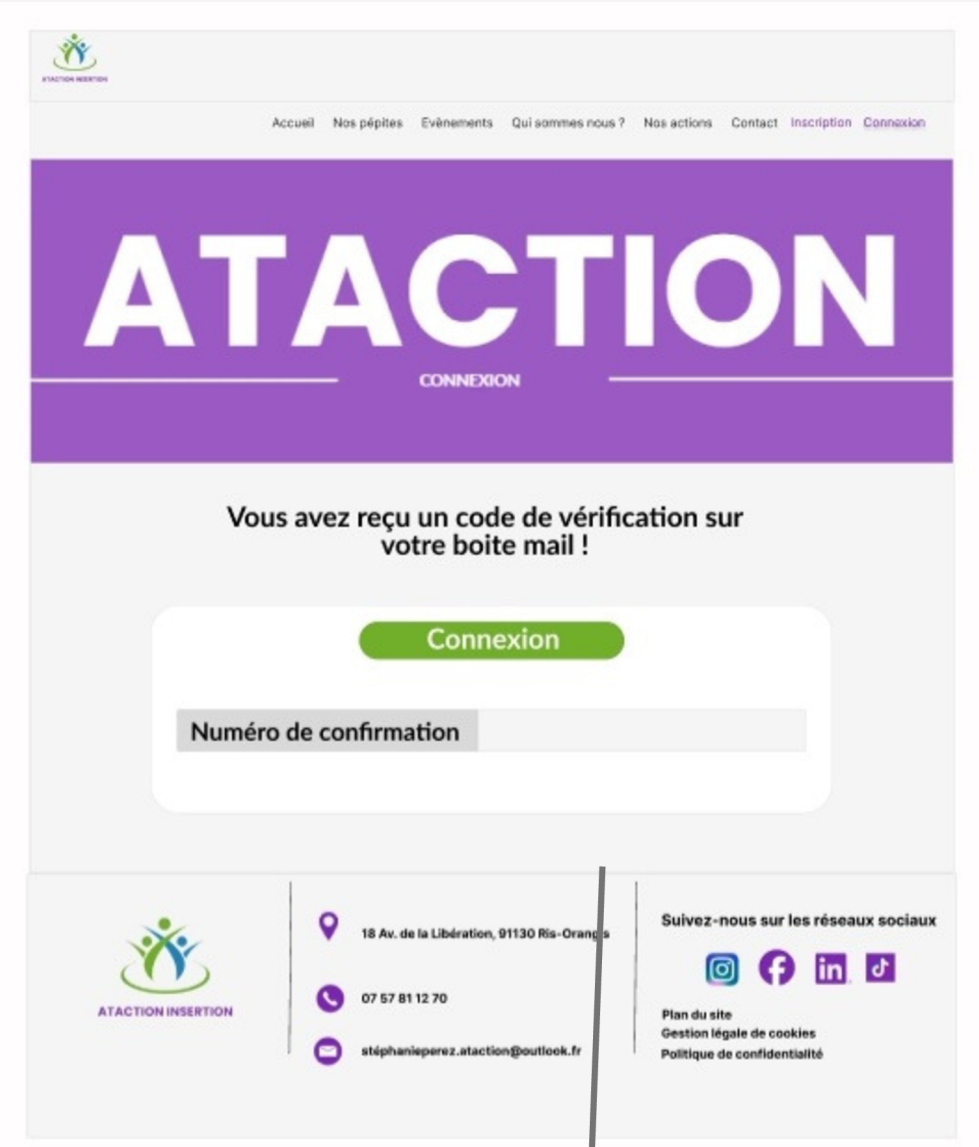 ATACTION INSERTION
Accueil Nos pépites Evènements Qui sommes nous ? Nos actions Contact Inscription Connexion
ATACTION
CONNEXION
Vous avez reçu un code de vérification sur
votre boite mail !
Connexion
Numéro de confirmation
18 Av. de la Libération, 91130 Ris-Orangis
07 57 81 12 70
stéphanieperez.ataction@outlook.fr
ATACTION INSERTION
Suivez-nous sur les réseaux sociaux
Plan du site
Gestion légale de cookies
Politique de confidentialité